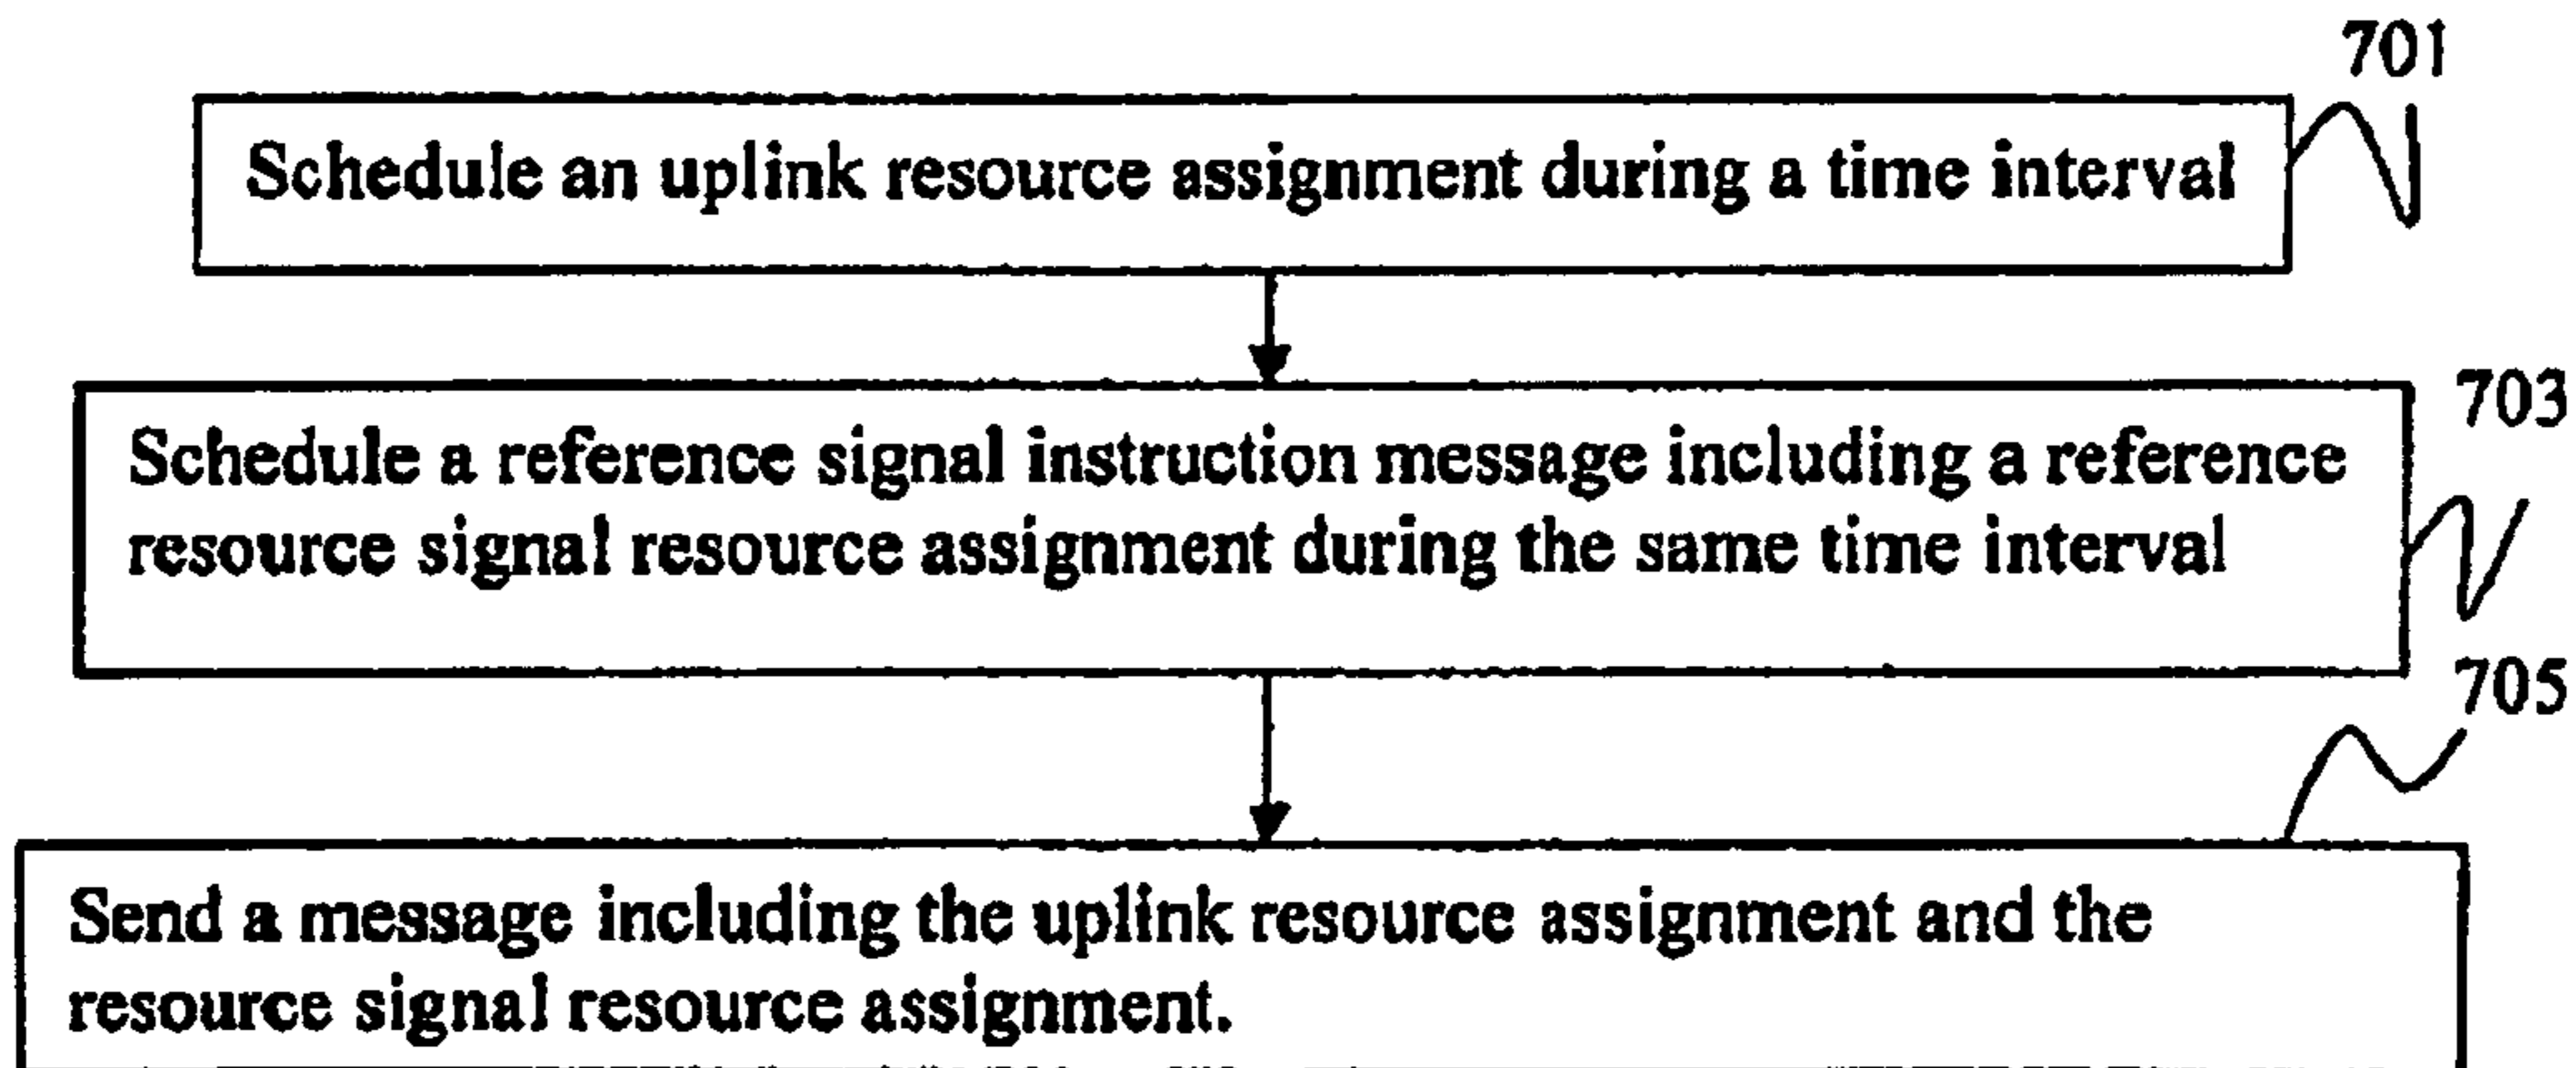 701
Schedule an uplink resource assignment during a time interval
703
Schedule a reference signal instruction message including a reference
resource signal resource assignment during the same time interval
705
Send a message including the uplink resource assignment and the
resource signal resource assignment.